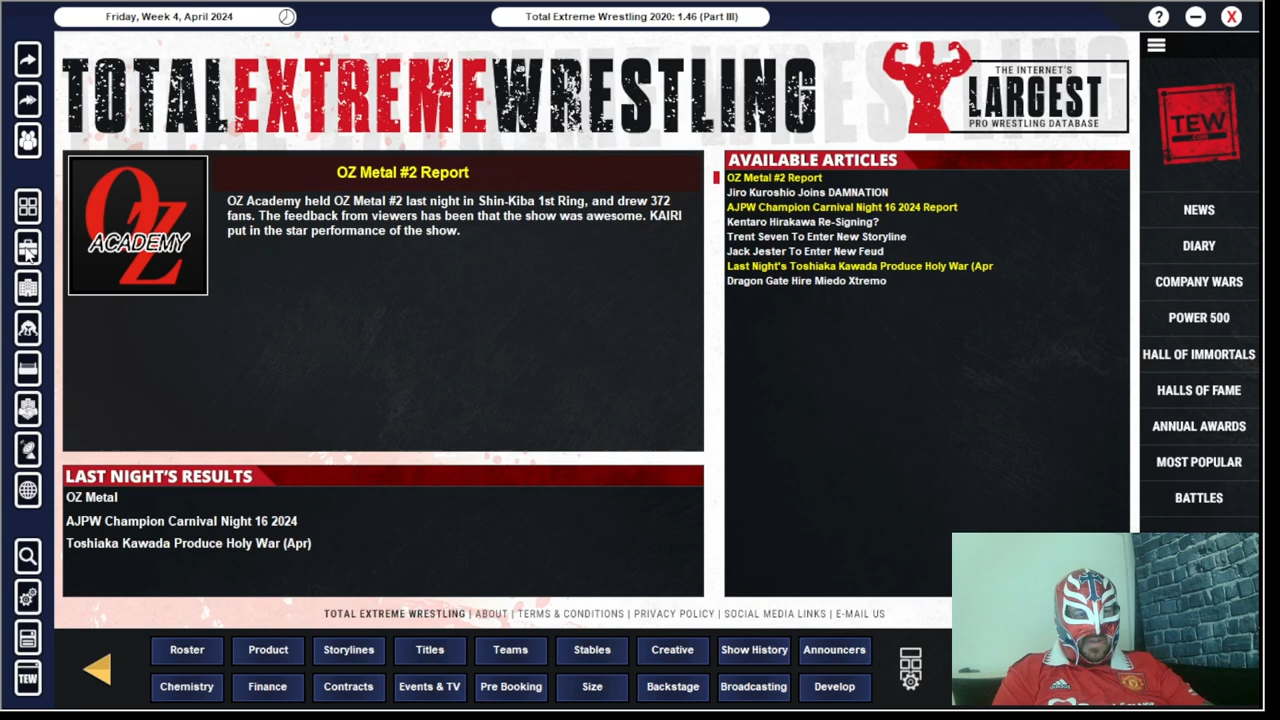 Friday, Week 4, April 2024
Total Extreme Wrestling 2020: 1.46 (Part III)
? X
TOTALEXTREMEWRESTLING
THE INTERNET'S
LARGEST
PRO WRESTLING DATABASE
TEW
.COM
OZ
ACADEMY
OZ Metal #2 Report
OZ Academy held OZ Metal #2 last night in Shin-Kiba 1st Ring, and drew 372
fans. The feedback from viewers has been that the show was awesome. KAIRI
put in the star performance of the show.
AVAILABLE ARTICLES
OZ Metal #2 Report
Jiro Kuroshio Joins DAMNATION
AJPW Champion Carnival Night 16 2024 Report
Kentaro Hirakawa Re-Signing?
Trent Seven To Enter New Storyline
Jack Jester To Enter New Feud
Last Night's Toshiaka Kawada Produce Holy War (Apr
Dragon Gate Hire Miedo Xtremo
NEWS
DIARY
COMPANY WARS
POWER 500
HALL OF IMMORTALS
HALLS OF FAME
ANNUAL AWARDS
MOST POPULAR
BATTLES
LAST NIGHT'S RESULTS
OZ Metal
AJPW Champion Carnival Night 16 2024
Toshiaka Kawada Produce Holy War (Apr)
TOTAL EXTREME WRESTLING | ABOUT | TERMS & CONDITIONS | PRIVACY POLICY | SOCIAL MEDIA LINKS | E-MAIL US
Roster Product Storylines Titles Teams Stables Creative Show History Announcers
Chemistry Finance Contracts Events & TV Pre Booking Size Backstage Broadcasting Develop
TEW